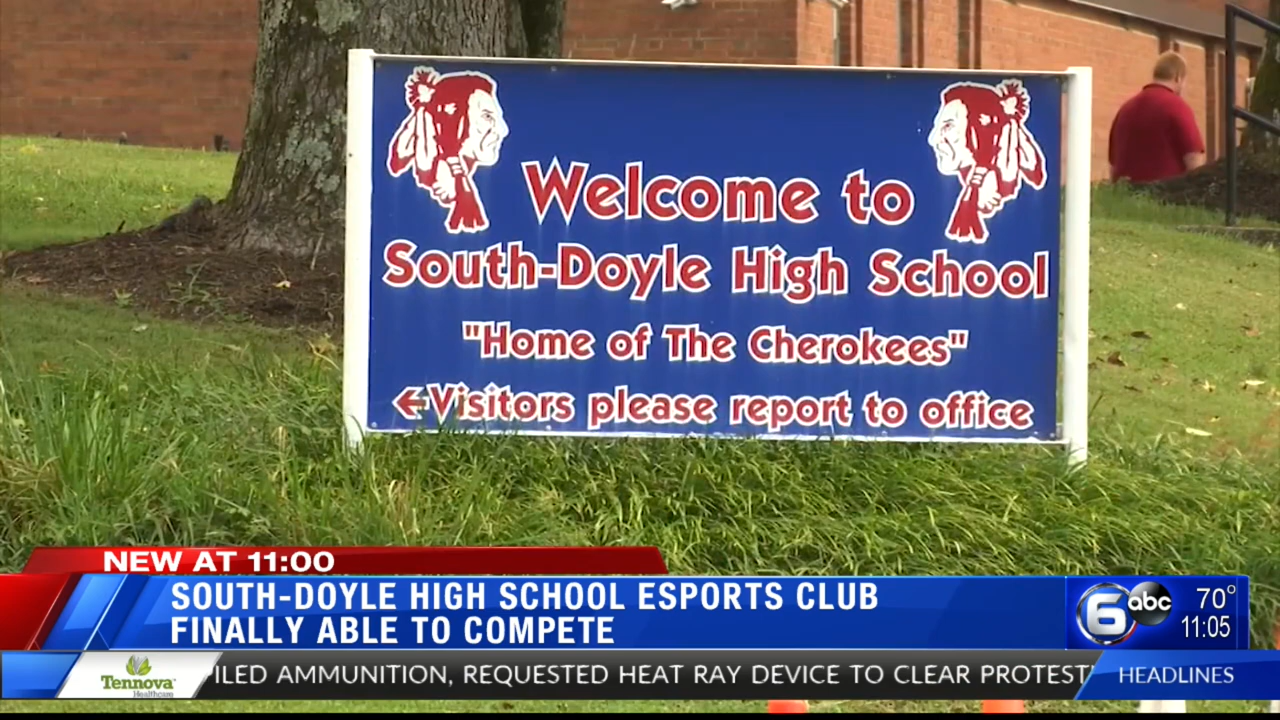 Welcome to
South-Doyle High School
"Home of The Cherokees"
←Visitors please report to office
NEW AT 11:00
SOUTH-DOYLE HIGH SCHOOL ESPORTS CLUB
FINALLY ABLE TO COMPETE
6 abc 70°
11:05
Tennova
Healthcare
ILED AMMUNITION, REQUESTED HEAT RAY DEVICE TO CLEAR PROTEST
HEADLINES